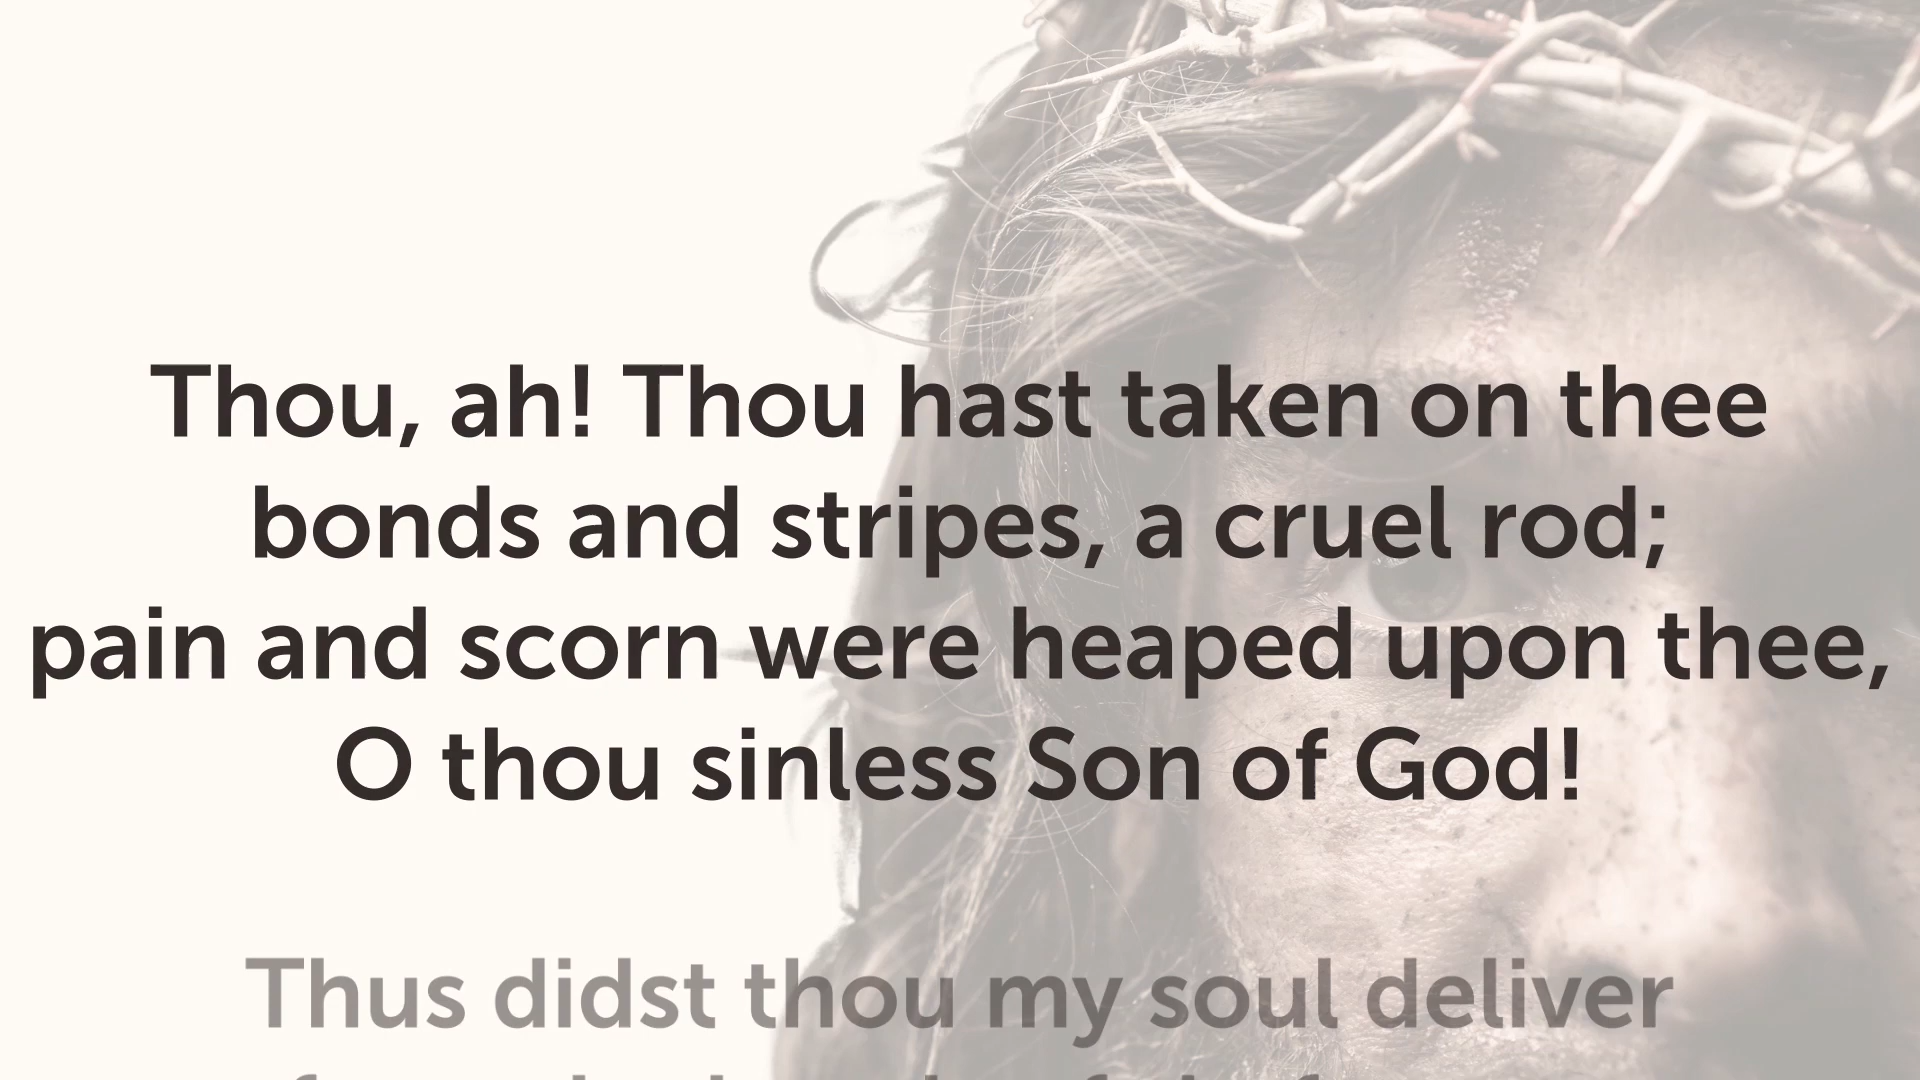 Thou, ah! Thou hast taken on thee
bonds and stripes, a cruel rod;
pain and scorn were heaped upon thee,
O thou sinless Son of God!
Thus didst thou my soul deliver